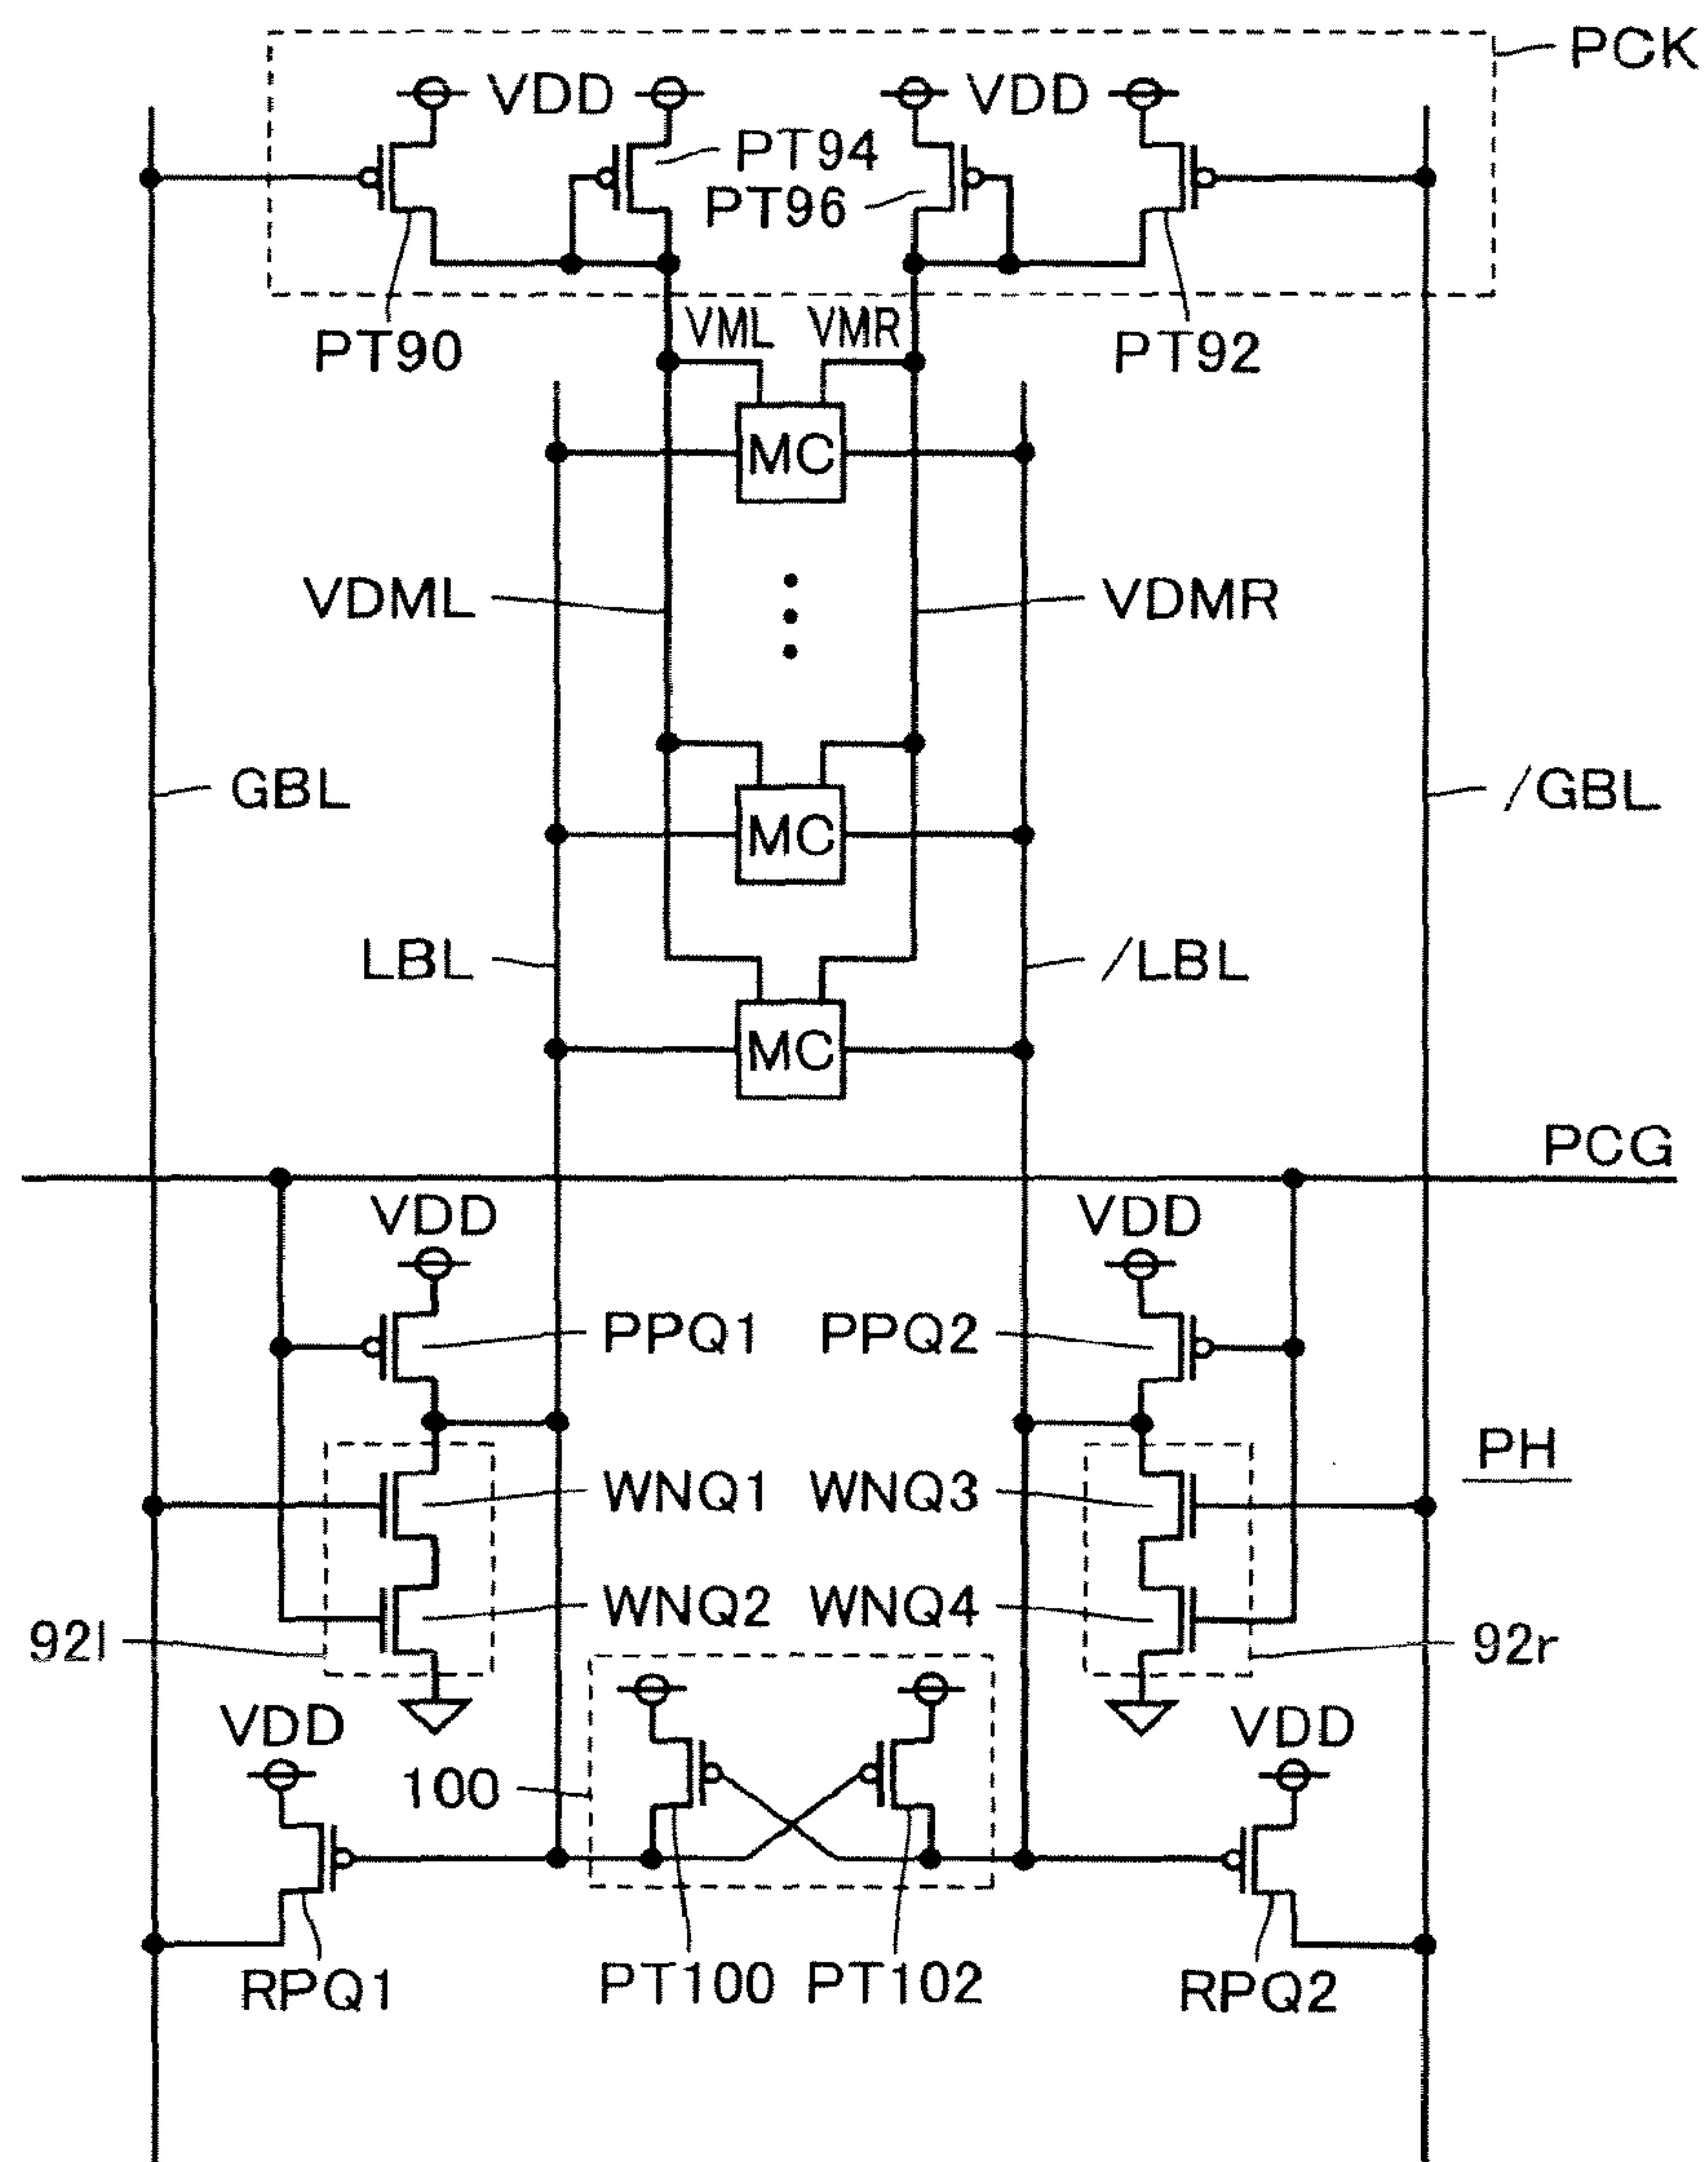 PCK
VDD VDD
PT94
PT96
PT90 VML VMR PT92
MC
VDML VDMR
GBL MC /GBL
LBL /LBL
MC
PCG
VDD VDD
PPQ1 PPQ2
PH
WNQ1 WNQ3
WNQ2 WNQ4
92l 92r
VDD VDD
100
RPQ1 PT100 PT102 RPQ2